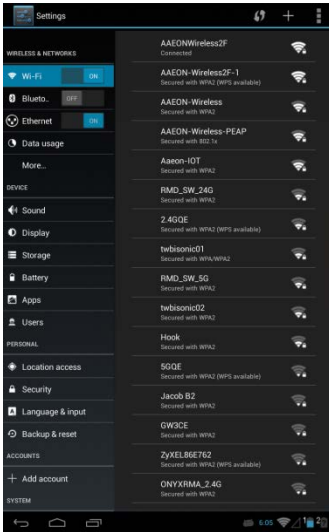 Settings
WIRELESS & NETWORKS
Wi-Fi ON
Blueto.. OFF
Ethernet ON
Data usage
More...
DEVICE
Sound
Display
Storage
Battery
Apps
Users
PERSONAL
Location access
Security
A Language & input
Backup & reset
ACCOUNTS
Add account
SYSTEM
AAEONWireless2F
Connected
AAEON-Wireless2F-1
Secured with WPA2 (WPS available)
AAEON-Wireless
Secured with WPA2
AAEON-Wireless-PEAP
Secured with 802.1x
Aaeon-IOT
Secured with WPA2
RMD_SW_24G
Secured with WPA2
2.4GQE
Secured with WPA2 (WPS available)
twbisonic01
Secured with WPA/WPA2
RMD_SW_5G
Secured with WPA2
twbisonic02
Secured with WPA2
Hook
Secured with WPA2
5GQE
Secured with WPA2 (WPS available)
Jacob B2
Secured with WPA2
GW3CE
Secured with WPA2
ZyXEL86E762
Secured with WPA2 (WPS available)
ONYXRMA_2.4G
Secured with WPA2
5:05